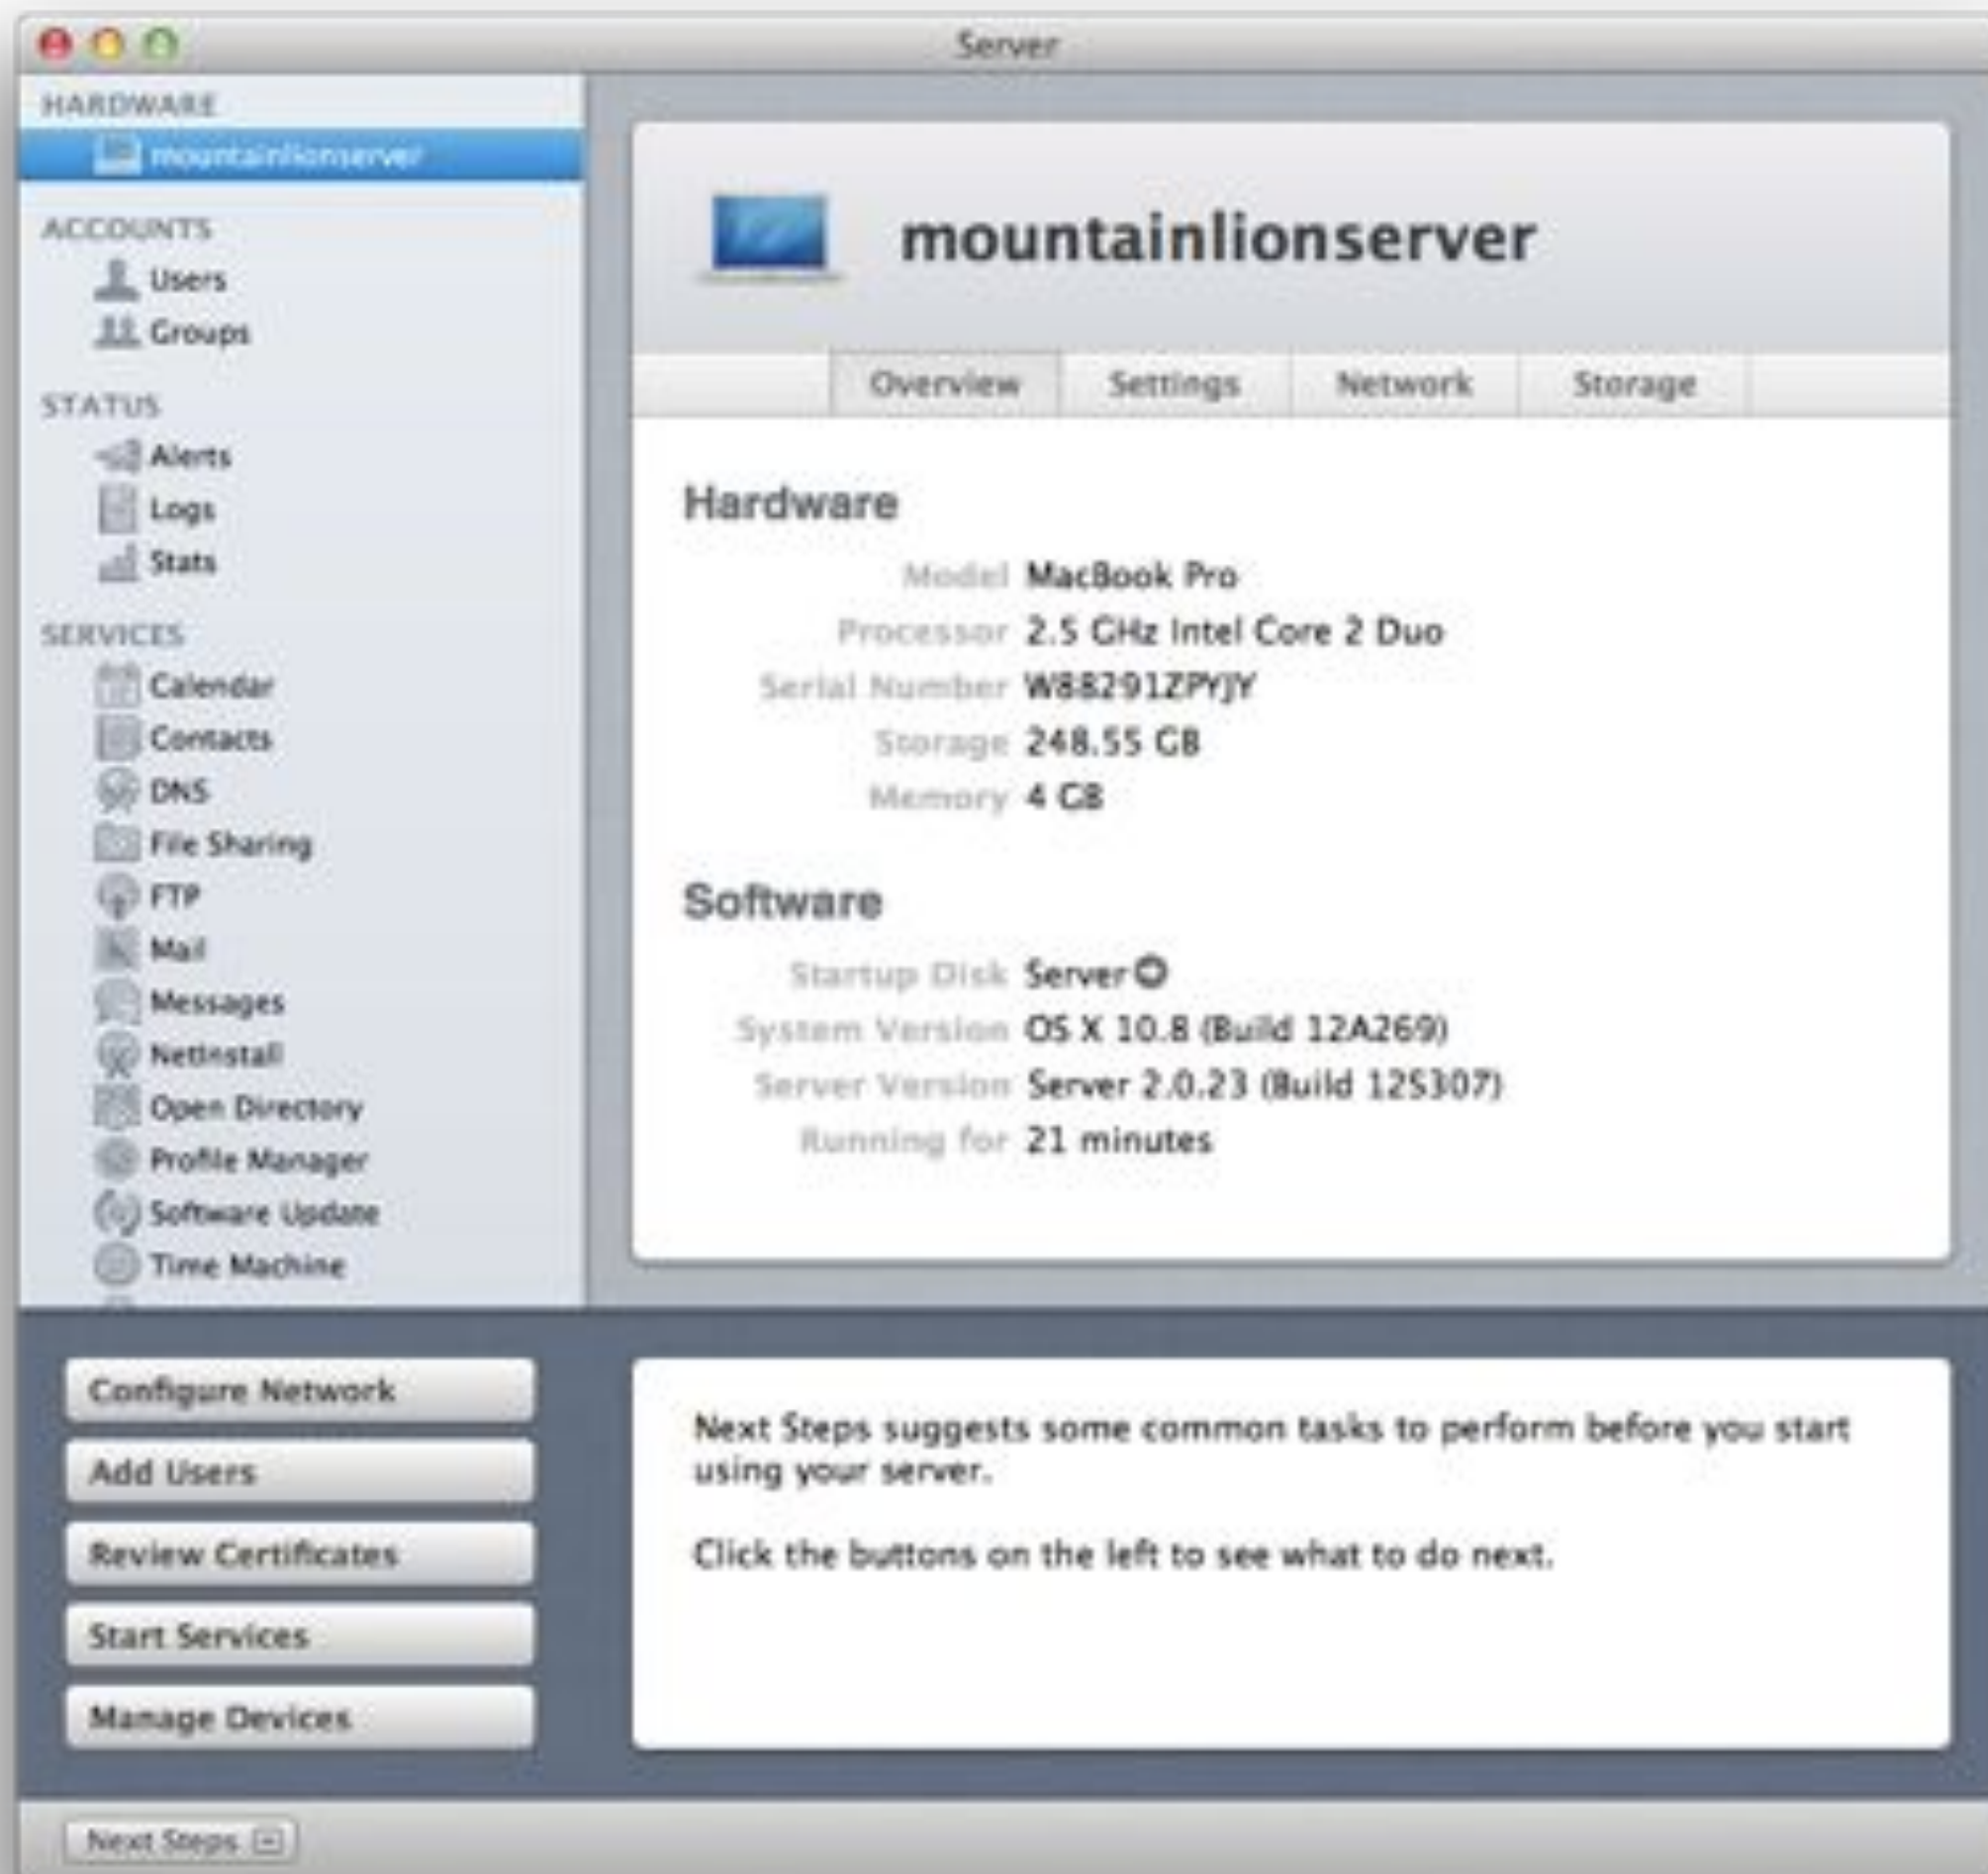 Server
HARDWARE
mountainlionserver
ACCOUNTS
Users
Groups
STATUS
Alerts
Logs
Stats
SERVICES
Calendar
Contacts
DNS
File Sharing
FTP
Mail
Messages
NetInstall
Open Directory
Profile Manager
Software Update
Time Machine
mountainlionserver
Overview Settings Network Storage
Hardware
Model MacBook Pro
Processor 2.5 GHz Intel Core 2 Duo
Serial Number W88291ZPYJY
Storage 248.55 GB
Memory 4 GB
Software
Startup Disk Server
System Version OS X 10.8 (Build 12A269)
Server Version Server 2.0.23 (Build 12S307)
Running for 21 minutes
Configure Network
Add Users
Review Certificates
Start Services
Manage Devices
Next Steps suggests some common tasks to perform before you start
using your server.
Click the buttons on the left to see what to do next.
Next Steps